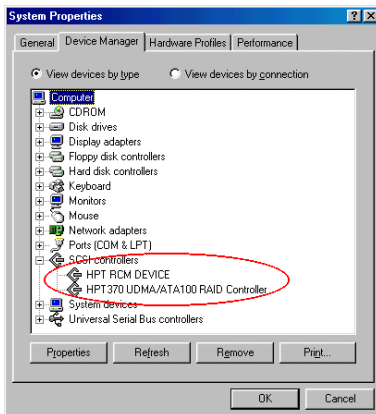 System Properties
General Device Manager Hardware Profiles Performance
View devices by type View devices by connection
Computer
CDROM
Disk drives
Display adapters
Floppy disk controllers
Hard disk controllers
Keyboard
Monitors
Mouse
Network adapters
Ports (COM & LPT)
SCSI controllers
HPT RCM DEVICE
HPT370 UDMA/ATA100 RAID Controller
System devices
Universal Serial Bus controllers
Properties Refresh Remove Print...
OK Cancel